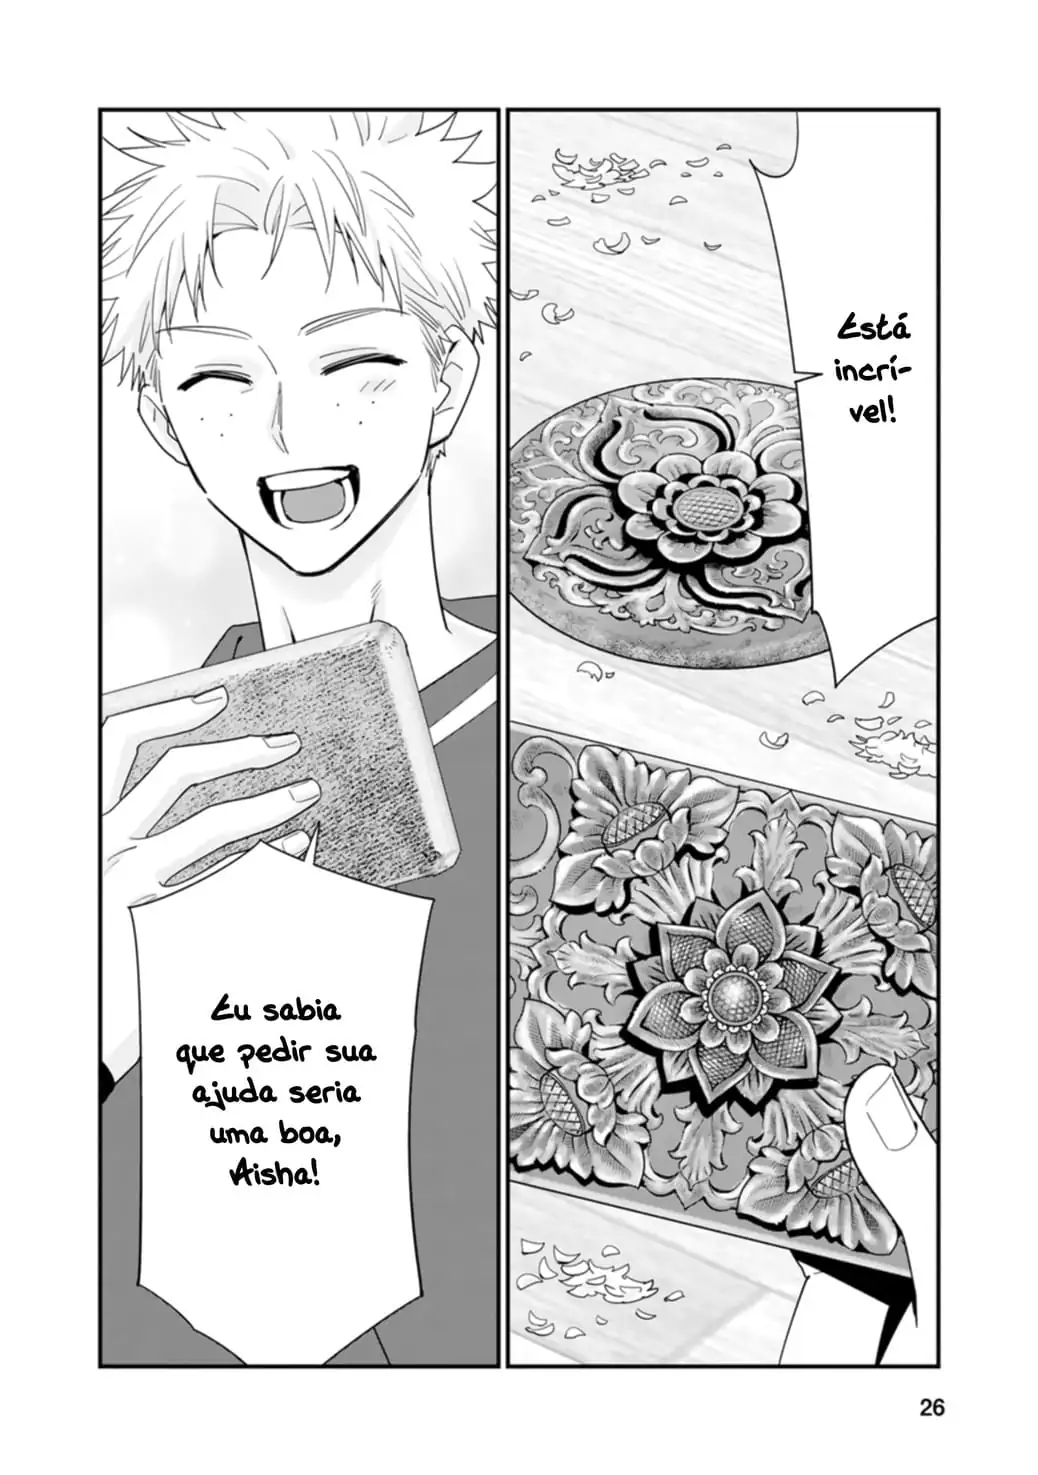 Está
incrí-
vel!
Eu sabia
que pedir sua
ajuda seria
uma boa,
Aisha!
26